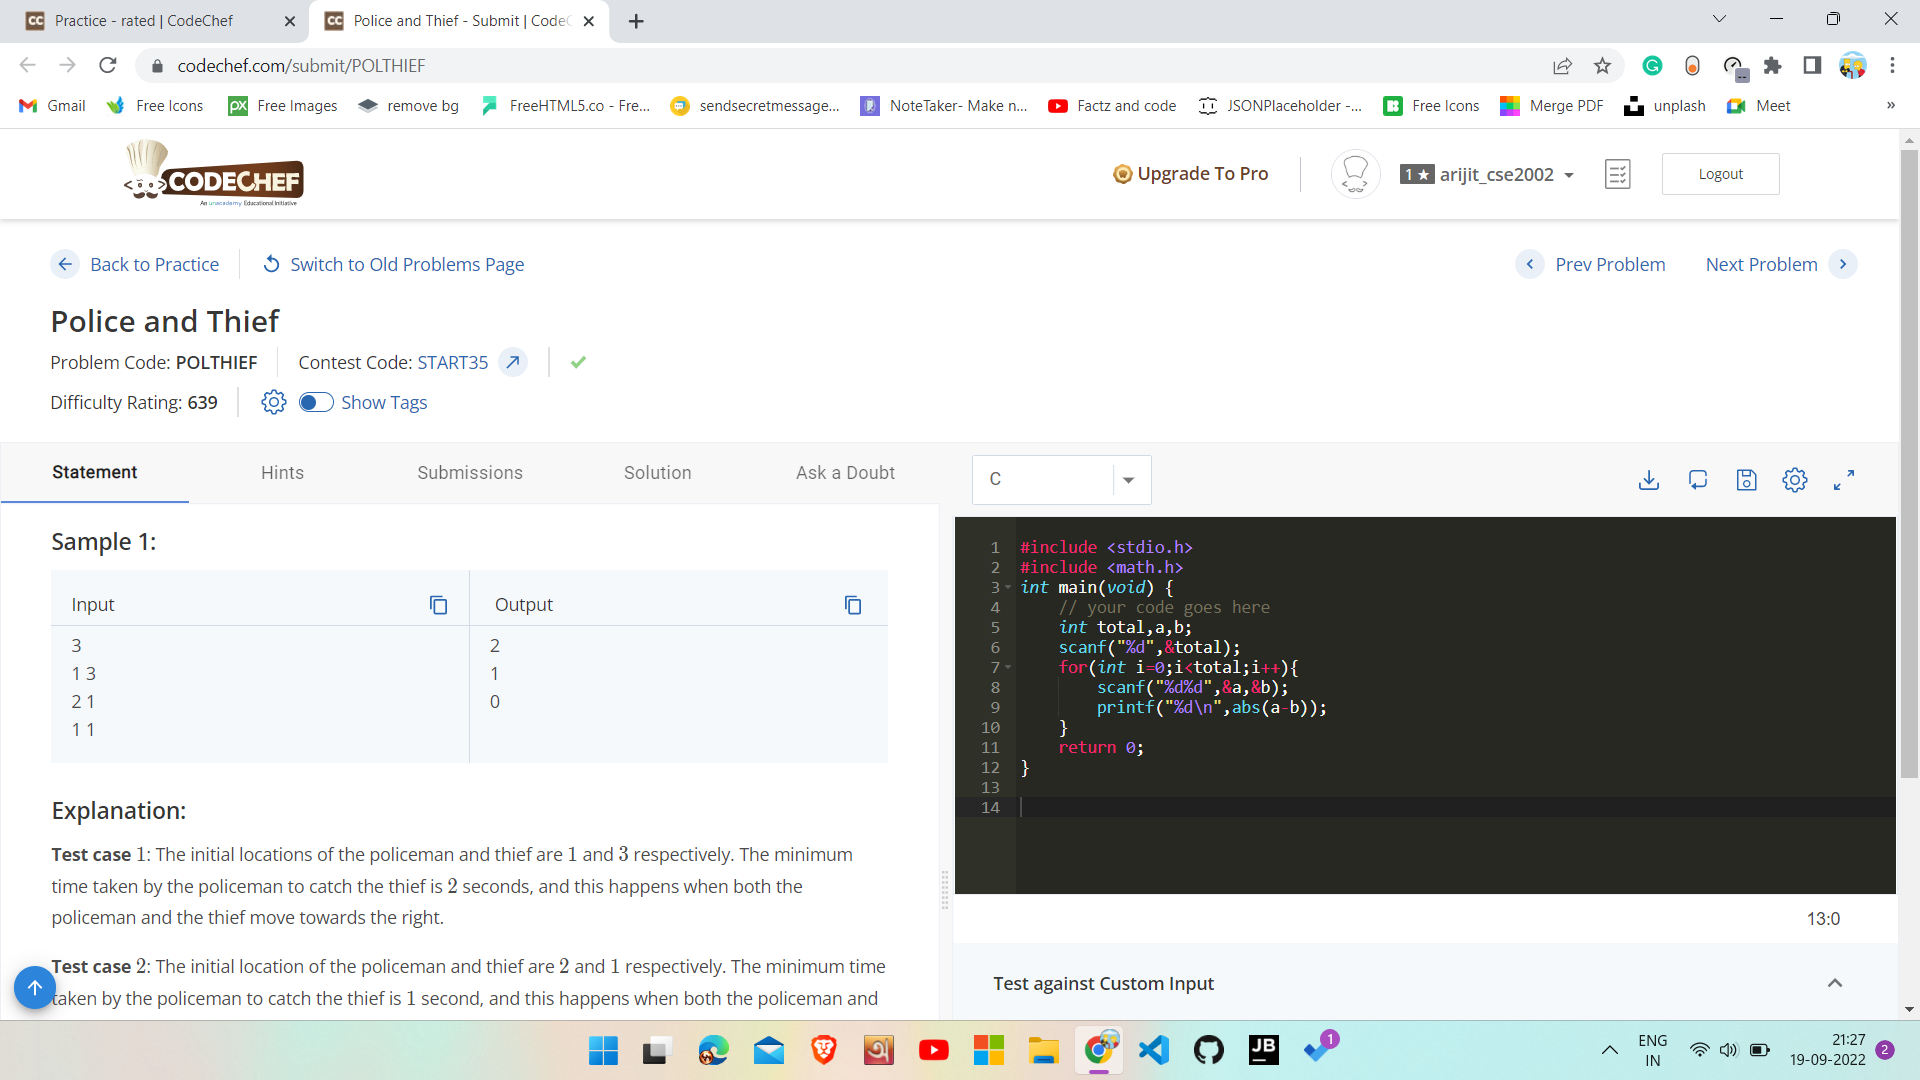 Practice - rated | CodeChef
Police and Thief - Submit | CodeC
codechef.com/submit/POLTHIEF
Gmail
Free Icons
Free Images
remove bg
FreeHTML5.co - Fre...
sendsecretmessage...
NoteTaker- Make n...
Factz and code
JSONPlaceholder -...
Free Icons
Merge PDF
unplash
Meet
»
CODECHEF
An unacademy Educational Initiative
Upgrade To Pro
1★ arijit_cse2002
Logout
Back to Practice
Switch to Old Problems Page
Prev Problem
Next Problem
Police and Thief
Problem Code: POLTHIEF
Contest Code: START35
Difficulty Rating: 639
Show Tags
Statement
Hints
Submissions
Solution
Ask a Doubt
Sample 1:
Input
Output
3
1 3
2 1
1 1
2
1
0
Explanation:
Test case 1: The initial locations of the policeman and thief are 1 and 3 respectively. The minimum
time taken by the policeman to catch the thief is 2 seconds, and this happens when both the
policeman and the thief move towards the right.
Test case 2: The initial location of the policeman and thief are 2 and 1 respectively. The minimum time
taken by the policeman to catch the thief is 1 second, and this happens when both the policeman and
C
1 #include <stdio.h>
2 #include <math.h>
3 int main(void) {
4 // your code goes here
5 int total,a,b;
6 scanf("%d",&total);
7 for(int i=0;i<total;i++){
8 scanf("%d%d",&a,&b);
9 printf("%d\n",abs(a-b));
10 }
11 return 0;
12 }
13
14
13:0
Test against Custom Input
1
ENG
IN
21:27
19-09-2022
2